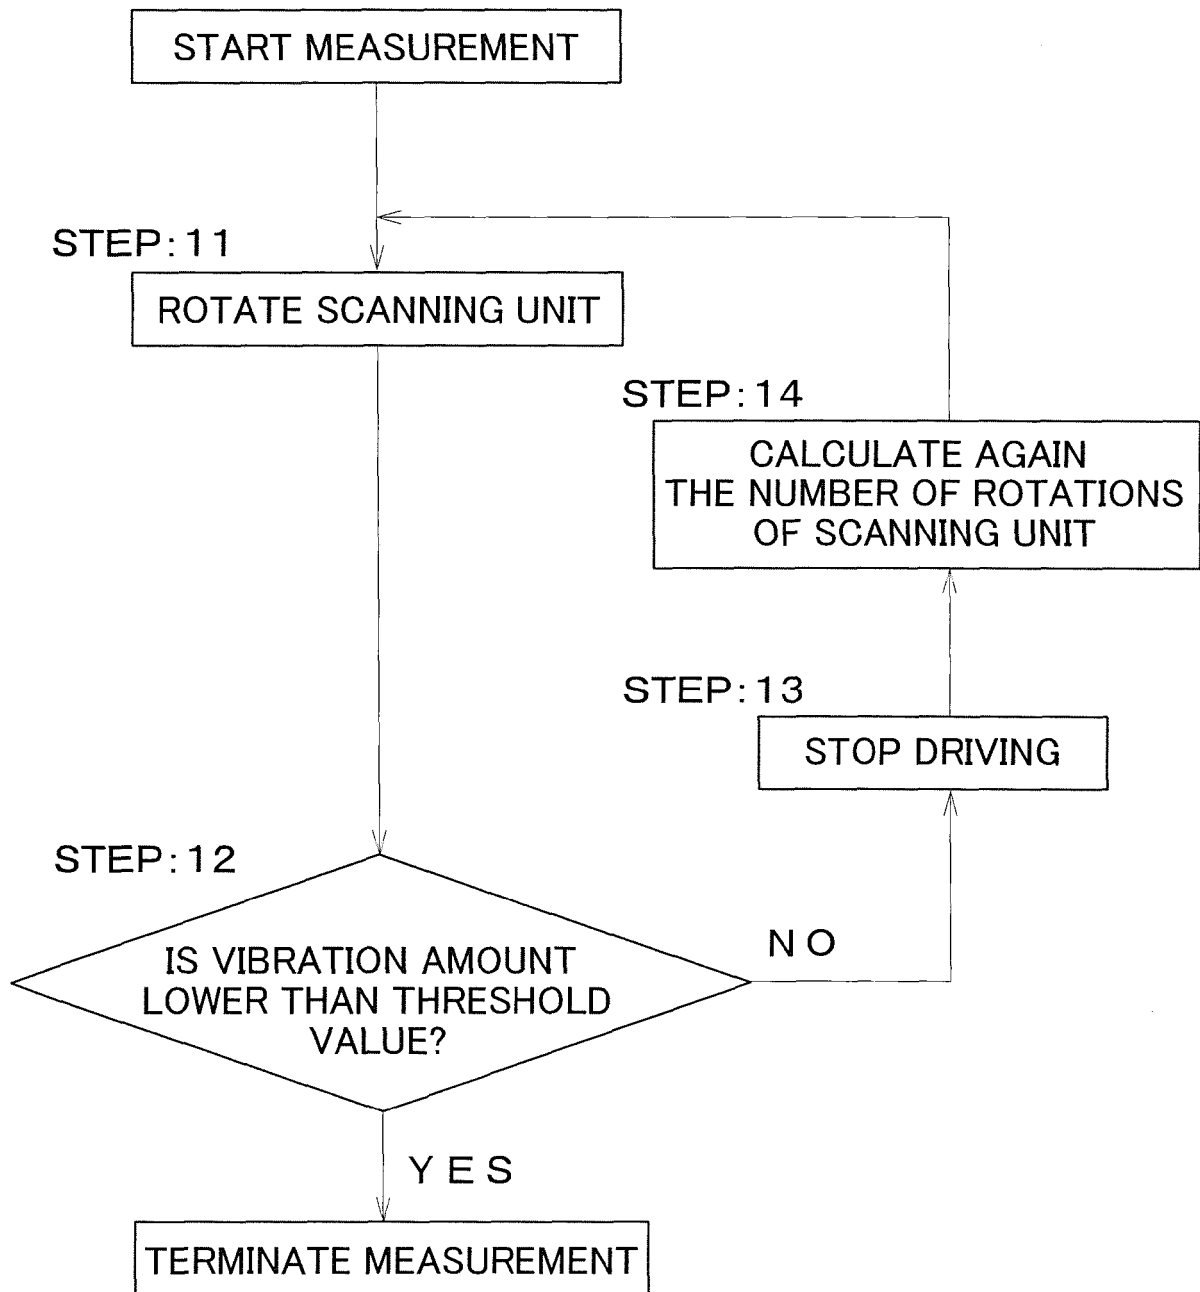 START MEASUREMENT
STEP:11
ROTATE SCANNING UNIT
STEP:14
CALCULATE AGAIN
THE NUMBER OF ROTATIONS
OF SCANNING UNIT
STEP:13
STOP DRIVING
STEP:12
IS VIBRATION AMOUNT
LOWER THAN THRESHOLD
VALUE?
NO
YES
TERMINATE MEASUREMENT